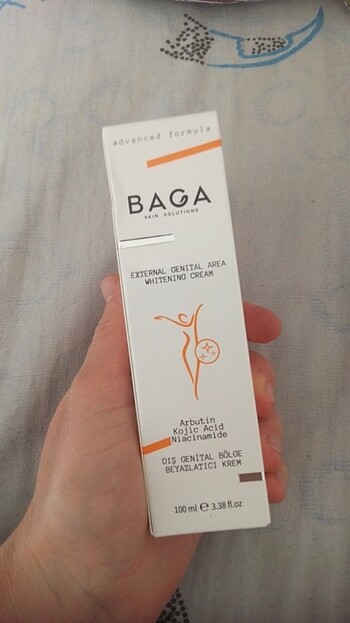 advanced formula
BAGA
SKIN SOLUTIONS
EXTERNAL GENITAL AREA
WHITENING CREAM
Arbutin
Kojic Acid
Niacinamide
DIŞ GENİTAL BÖLGE
BEYAZLATICI KREM
100 ml ℮ 3.38 fl.oz